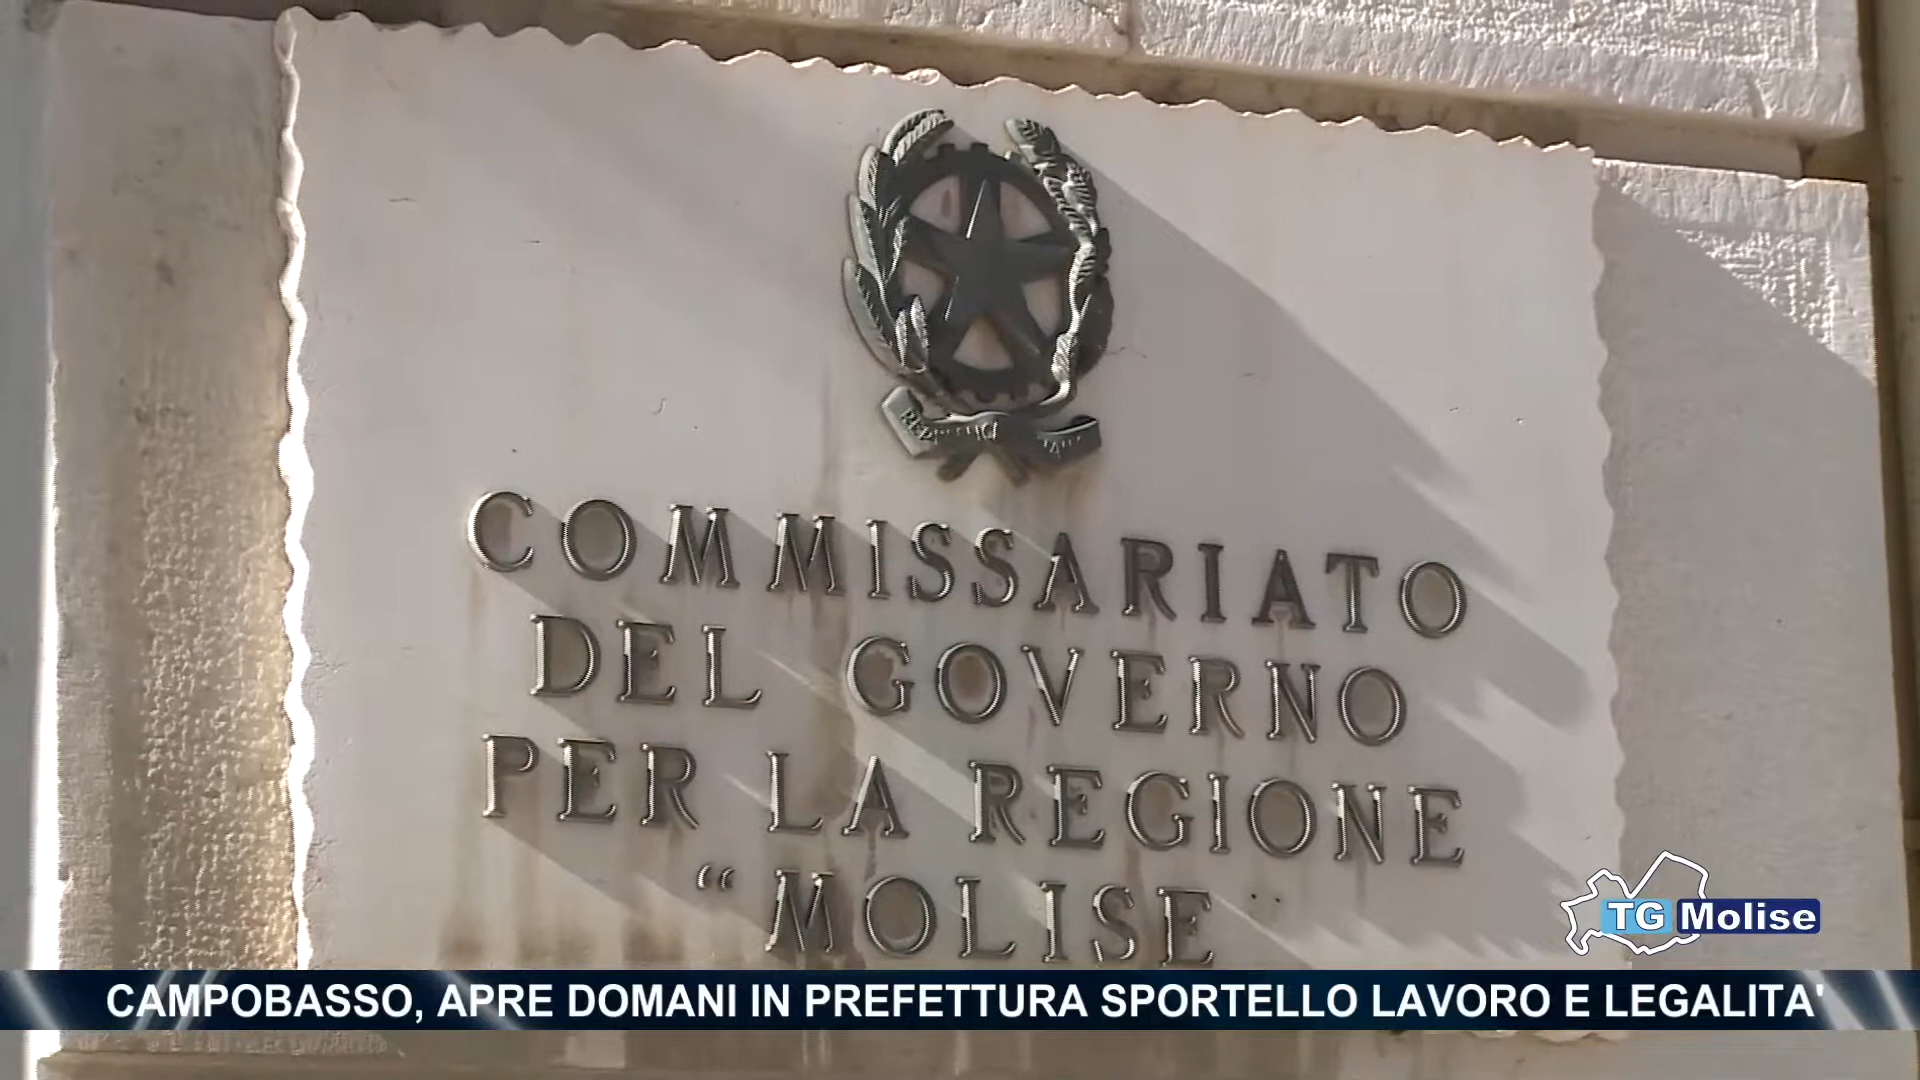 COMMISSARIATO
DEL GOVERNO
PER LA REGIONE
“MOLISE”
TG Molise
CAMPOBASSO, APRE DOMANI IN PREFETTURA SPORTELLO LAVORO E LEGALITA'